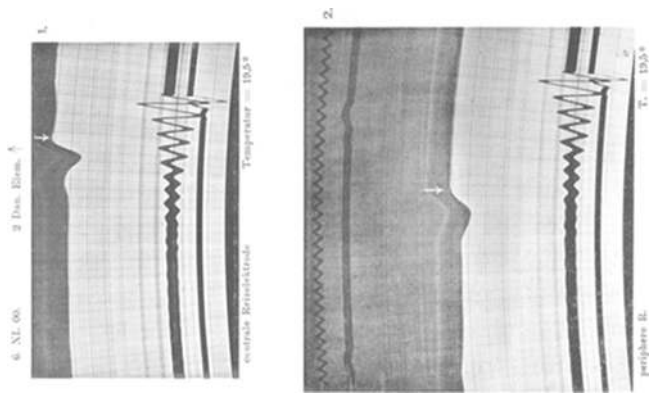 6. XI. 00.
2 Dan. Elem.
1.
centrale Reizelektrode
Temperatur = 19,5°
2.
periphere R.
T. = 19,5°